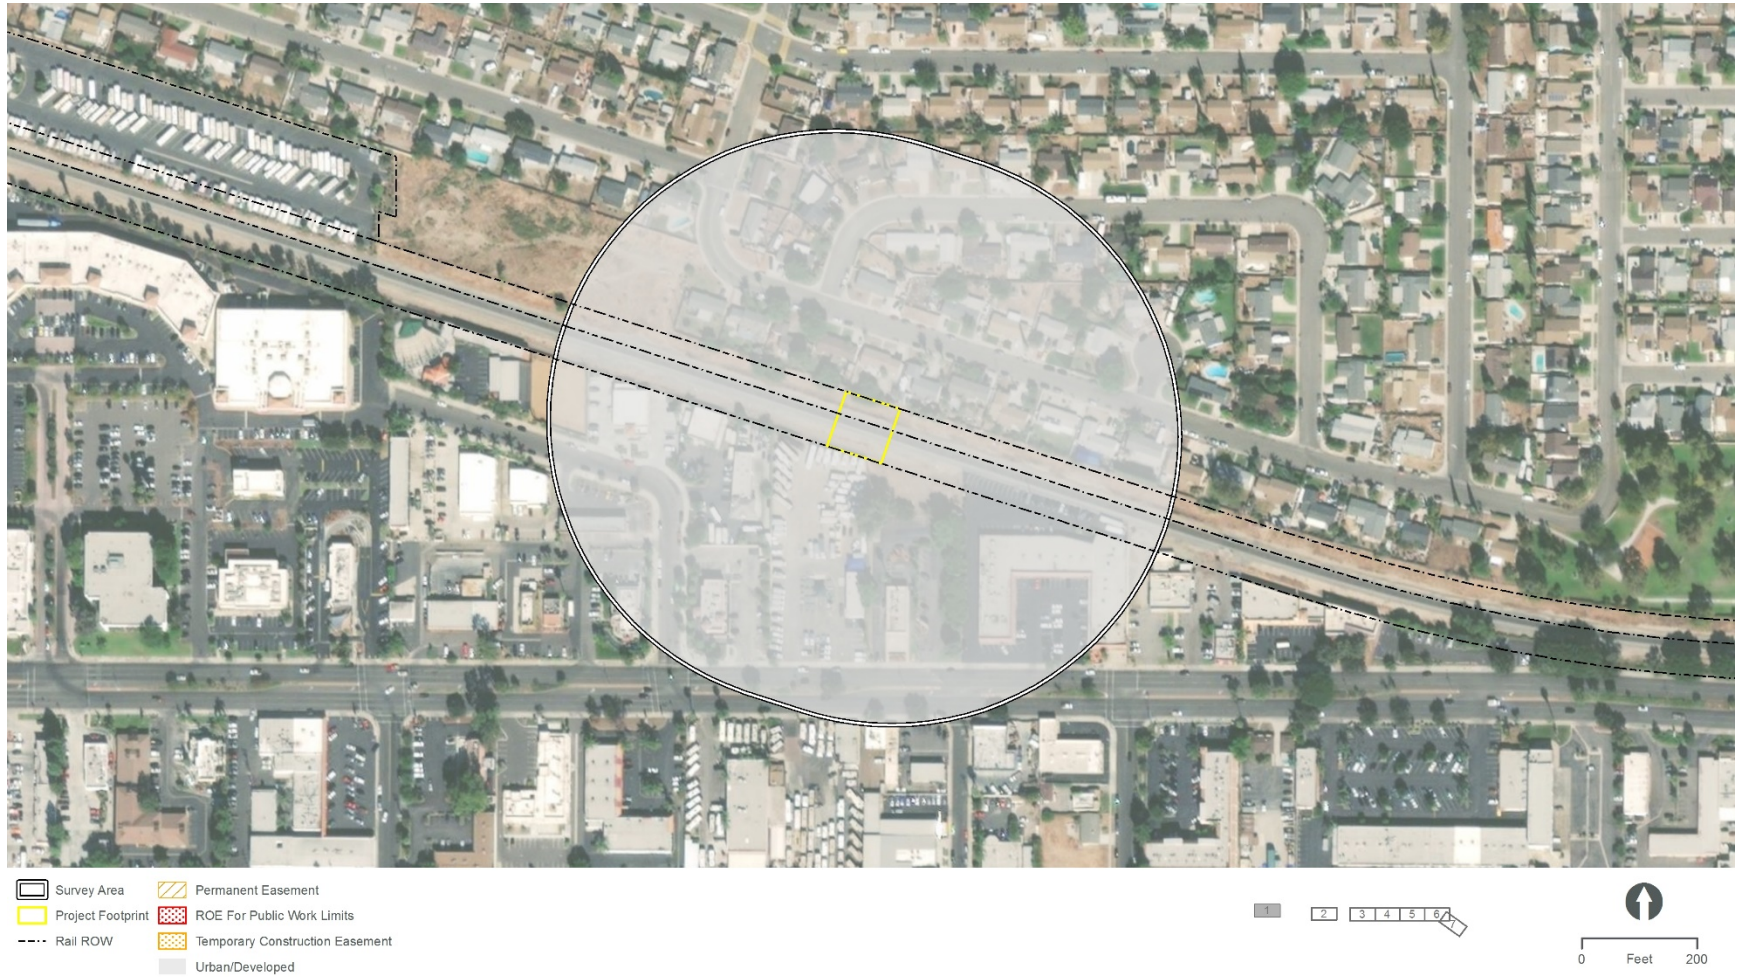 Survey Area
Project Footprint
Rail ROW
Permanent Easement
ROE For Public Work Limits
Temporary Construction Easement
Urban/Developed
1
2
3
4
5
6
7
0 Feet 200